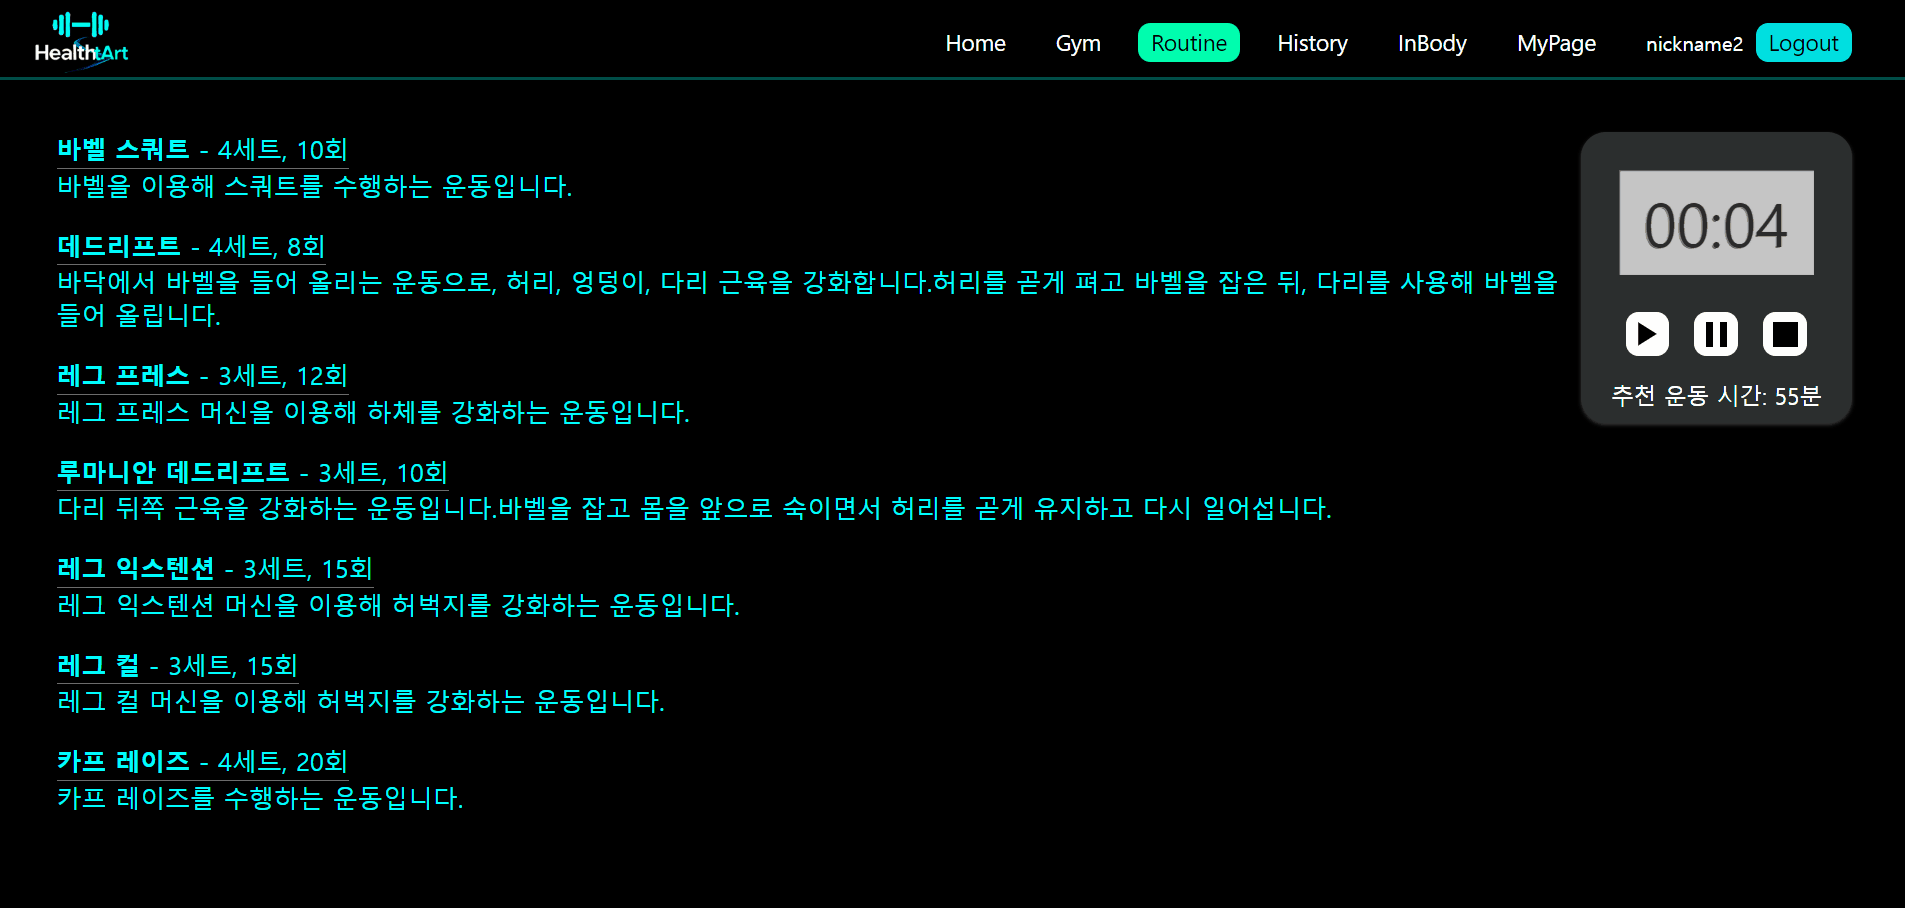 HealthtArt
Home Gym Routine History InBody MyPage nickname2 Logout
바벨 스쿼트 - 4세트, 10회
바벨을 이용해 스쿼트를 수행하는 운동입니다.
데드리프트 - 4세트, 8회
바닥에서 바벨을 들어 올리는 운동으로, 허리, 엉덩이, 다리 근육을 강화합니다.허리를 곧게 펴고 바벨을 잡은 뒤, 다리를 사용해 바벨을
들어 올립니다.
레그 프레스 - 3세트, 12회
레그 프레스 머신을 이용해 하체를 강화하는 운동입니다.
루마니안 데드리프트 - 3세트, 10회
다리 뒤쪽 근육을 강화하는 운동입니다.바벨을 잡고 몸을 앞으로 숙이면서 허리를 곧게 유지하고 다시 일어섭니다.
레그 익스텐션 - 3세트, 15회
레그 익스텐션 머신을 이용해 허벅지를 강화하는 운동입니다.
레그 컬 - 3세트, 15회
레그 컬 머신을 이용해 허벅지를 강화하는 운동입니다.
카프 레이즈 - 4세트, 20회
카프 레이즈를 수행하는 운동입니다.
00:04
추천 운동 시간: 55분